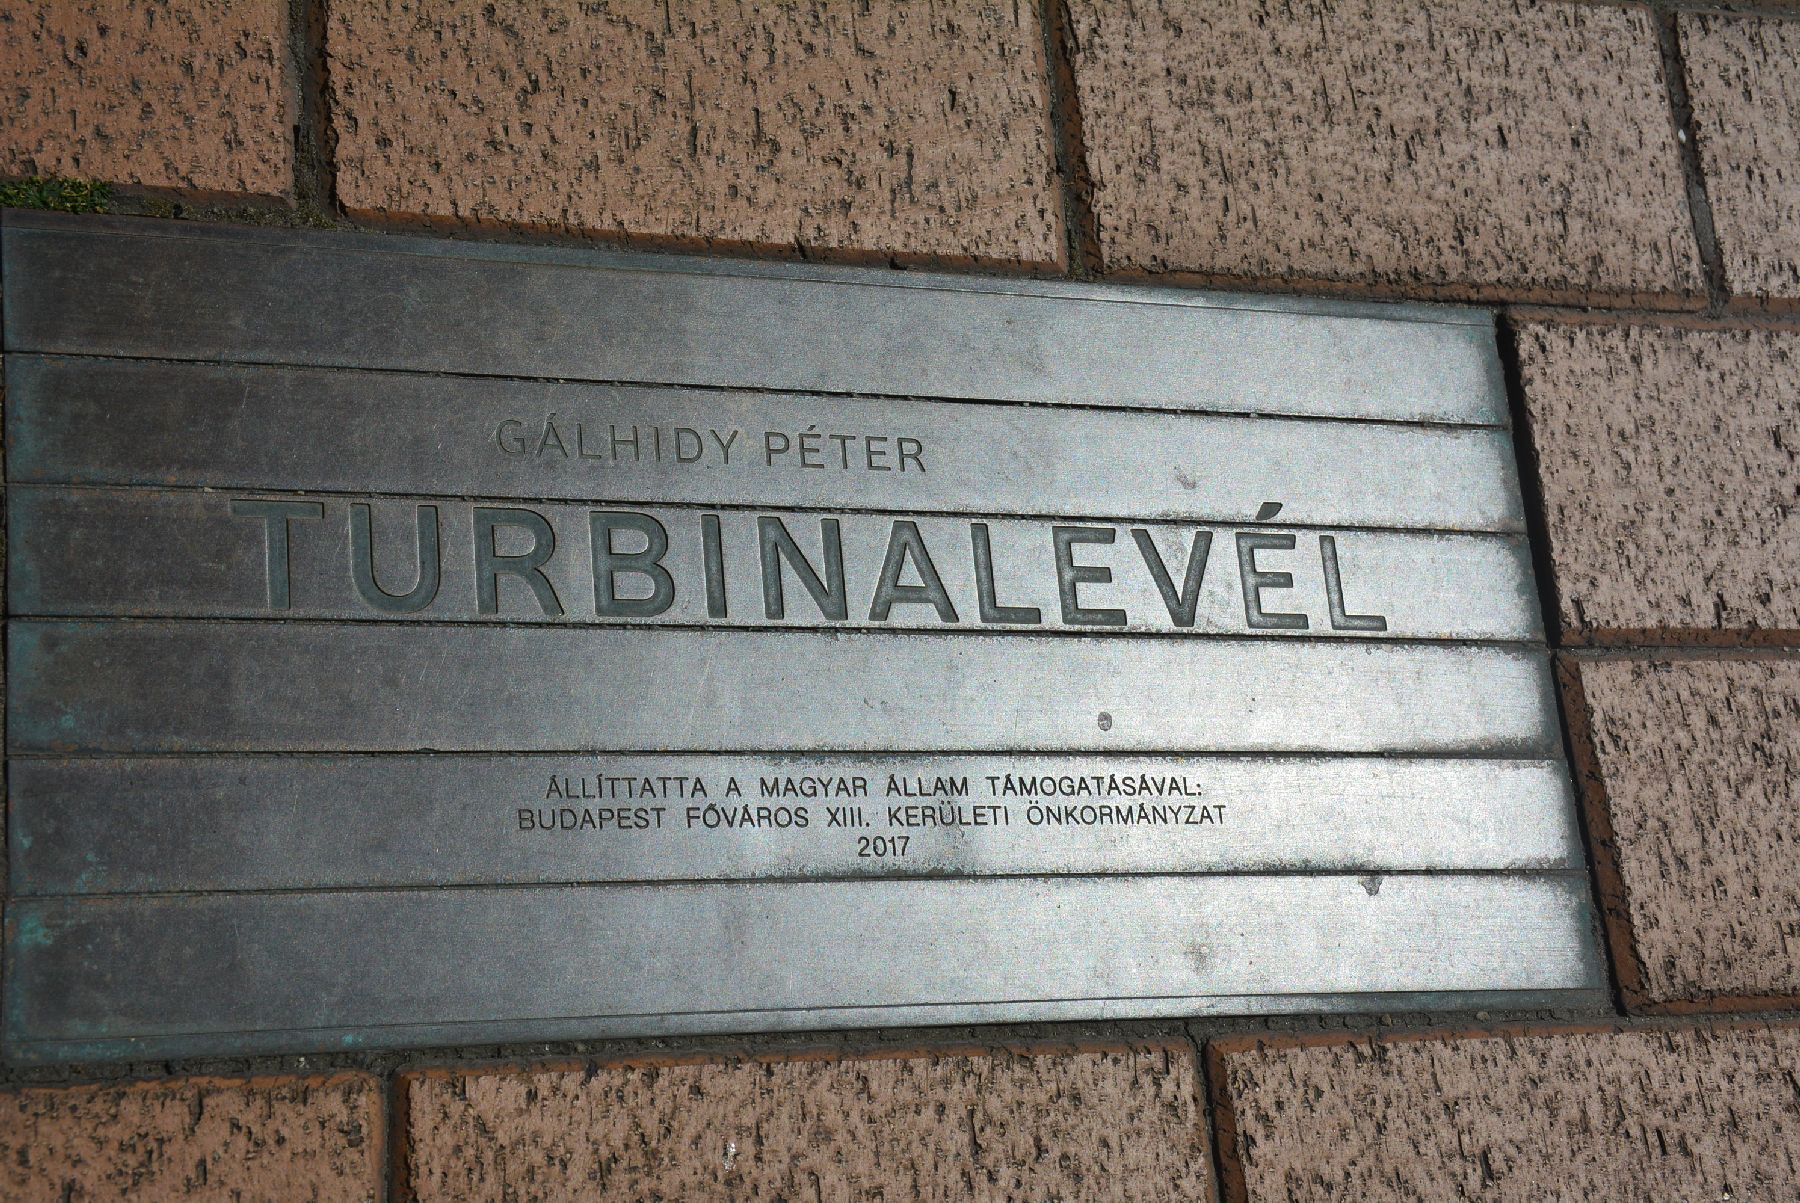 GÁLHIDY PÉTER
TURBINALEVÉL
ÁLLÍTTATTA A MAGYAR ÁLLAM TÁMOGATÁSÁVAL:
BUDAPEST FŐVÁROS XIII. KERÜLETI ÖNKORMÁNYZAT
2017